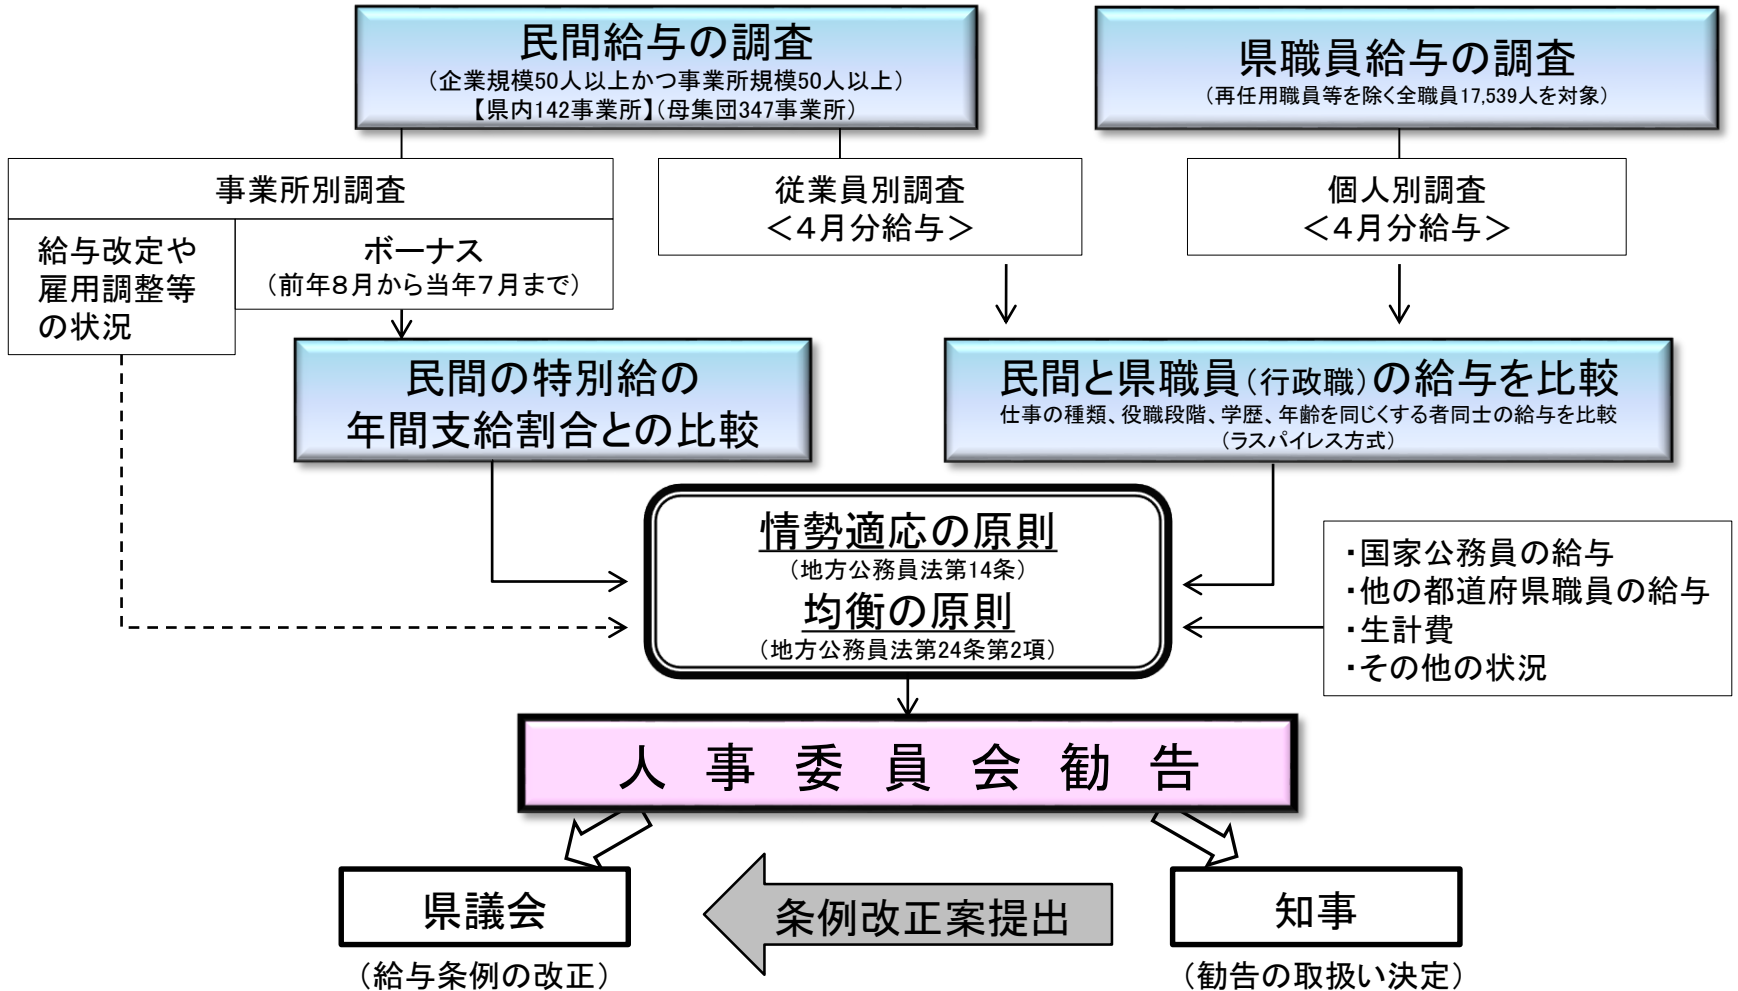 民間給与の調査
（企業規模50人以上かつ事業所規模50人以上）
【県内142事業所】（母集団347事業所）
県職員給与の調査
（再任用職員等を除く全職員17,539人を対象）
事業所別調査
給与改定や
雇用調整等
の状況
ボーナス
（前年８月から当年７月まで）
従業員別調査
＜４月分給与＞
個人別調査
＜４月分給与＞
民間の特別給の
年間支給割合との比較
民間と県職員（行政職）の給与を比較
仕事の種類、役職段階、学歴、年齢を同じくする者同士の給与を比較
（ラスパイレス方式）
情勢適応の原則
（地方公務員法第14条）
均衡の原則
（地方公務員法第24条第2項）
・国家公務員の給与
・他の都道府県職員の給与
・生計費
・その他の状況
人事委員会勧告
県議会
（給与条例の改正）
条例改正案提出
知事
（勧告の取扱い決定）